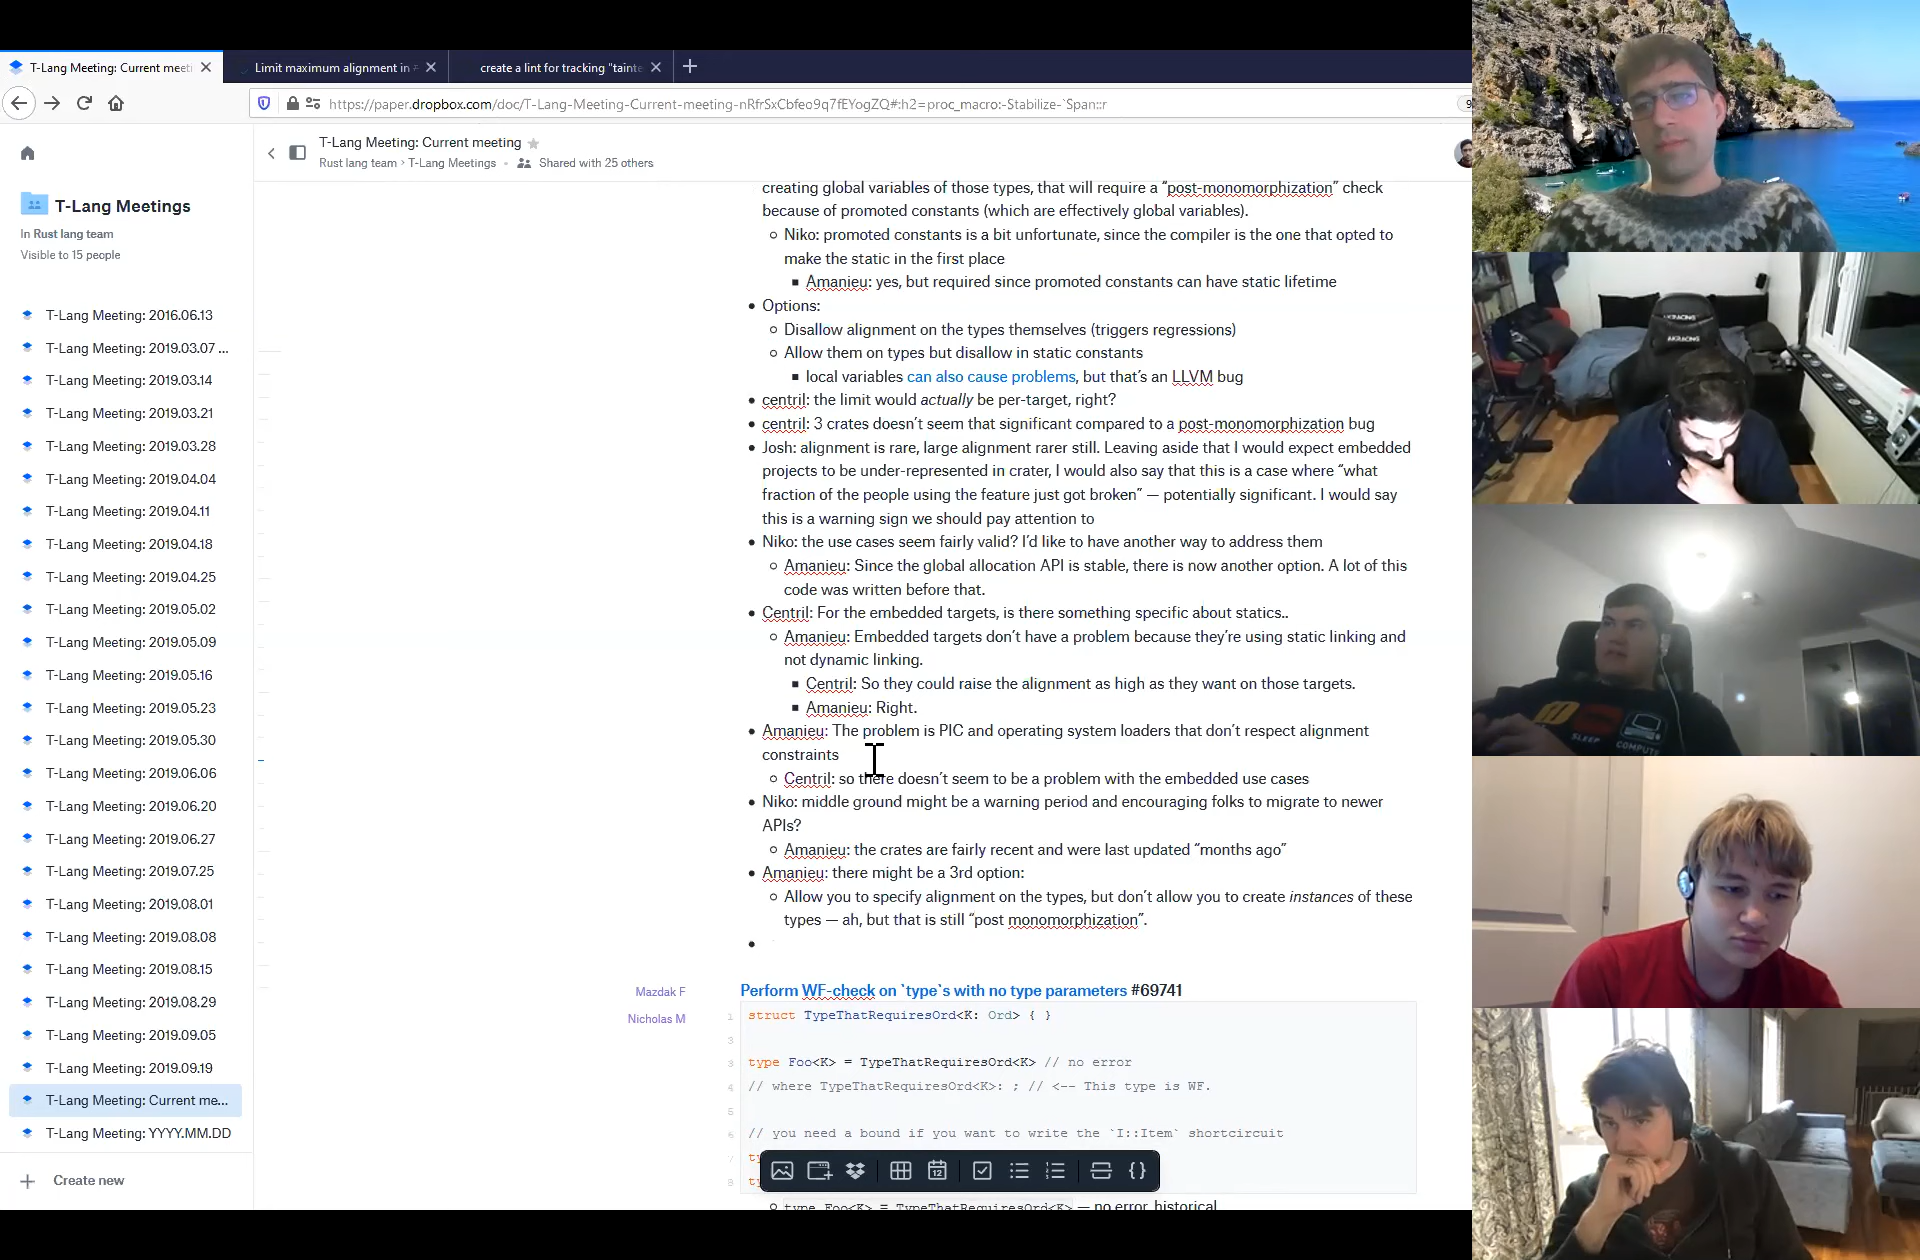 T-Lang Meeting: Current meeti
Limit maximum alignment in
create a lint for tracking "tainte
https://paper.dropbox.com/doc/T-Lang-Meeting-Current-meeting-nRfrSxCbfeo9q7fEYogZQ#:h2=proc_macro:-Stabilize-`Span::r
T-Lang Meeting: Current meeting
Rust lang team › T-Lang Meetings • Shared with 25 others
T-Lang Meetings
In Rust lang team
Visible to 15 people
T-Lang Meeting: 2016.06.13
T-Lang Meeting: 2019.03.07 ...
T-Lang Meeting: 2019.03.14
T-Lang Meeting: 2019.03.21
T-Lang Meeting: 2019.03.28
T-Lang Meeting: 2019.04.04
T-Lang Meeting: 2019.04.11
T-Lang Meeting: 2019.04.18
T-Lang Meeting: 2019.04.25
T-Lang Meeting: 2019.05.02
T-Lang Meeting: 2019.05.09
T-Lang Meeting: 2019.05.16
T-Lang Meeting: 2019.05.23
T-Lang Meeting: 2019.05.30
T-Lang Meeting: 2019.06.06
T-Lang Meeting: 2019.06.20
T-Lang Meeting: 2019.06.27
T-Lang Meeting: 2019.07.25
T-Lang Meeting: 2019.08.01
T-Lang Meeting: 2019.08.08
T-Lang Meeting: 2019.08.15
T-Lang Meeting: 2019.08.29
T-Lang Meeting: 2019.09.05
T-Lang Meeting: 2019.09.19
T-Lang Meeting: Current me...
T-Lang Meeting: YYYY.MM.DD
Create new
creating global variables of those types, that will require a “post-monomorphization” check
because of promoted constants (which are effectively global variables).
Niko: promoted constants is a bit unfortunate, since the compiler is the one that opted to
make the static in the first place
Amanieu: yes, but required since promoted constants can have static lifetime
Options:
Disallow alignment on the types themselves (triggers regressions)
Allow them on types but disallow in static constants
local variables can also cause problems, but that’s an LLVM bug
centril: the limit would actually be per-target, right?
centril: 3 crates doesn’t seem that significant compared to a post-monomorphization bug
Josh: alignment is rare, large alignment rarer still. Leaving aside that I would expect embedded
projects to be under-represented in crater, I would also say that this is a case where “what
fraction of the people using the feature just got broken” — potentially significant. I would say
this is a warning sign we should pay attention to
Niko: the use cases seem fairly valid? I’d like to have another way to address them
Amanieu: Since the global allocation API is stable, there is now another option. A lot of this
code was written before that.
Centril: For the embedded targets, is there something specific about statics..
Amanieu: Embedded targets don’t have a problem because they’re using static linking and
not dynamic linking.
Centril: So they could raise the alignment as high as they want on those targets.
Amanieu: Right.
Amanieu: The problem is PIC and operating system loaders that don’t respect alignment
constraints
Centril: so there doesn’t seem to be a problem with the embedded use cases
Niko: middle ground might be a warning period and encouraging folks to migrate to newer
APIs?
Amanieu: the crates are fairly recent and were last updated “months ago”
Amanieu: there might be a 3rd option:
Allow you to specify alignment on the types, but don’t allow you to create instances of these
types — ah, but that is still “post monomorphization”.
Mazdak F
Nicholas M
Perform WF-check on `type`s with no type parameters #69741
struct TypeThatRequiresOrd<K: Ord> { }
type Foo<K> = TypeThatRequiresOrd<K> // no error
// where TypeThatRequiresOrd<K>: ; // <-- This type is WF.
// you need a bound if you want to write the `I::Item` shortcircuit
type Foo<K> = TypeThatRequiresOrd<K> — no error, historical
12
AKRACING
AKRACING
SLEEP
COMPUTE